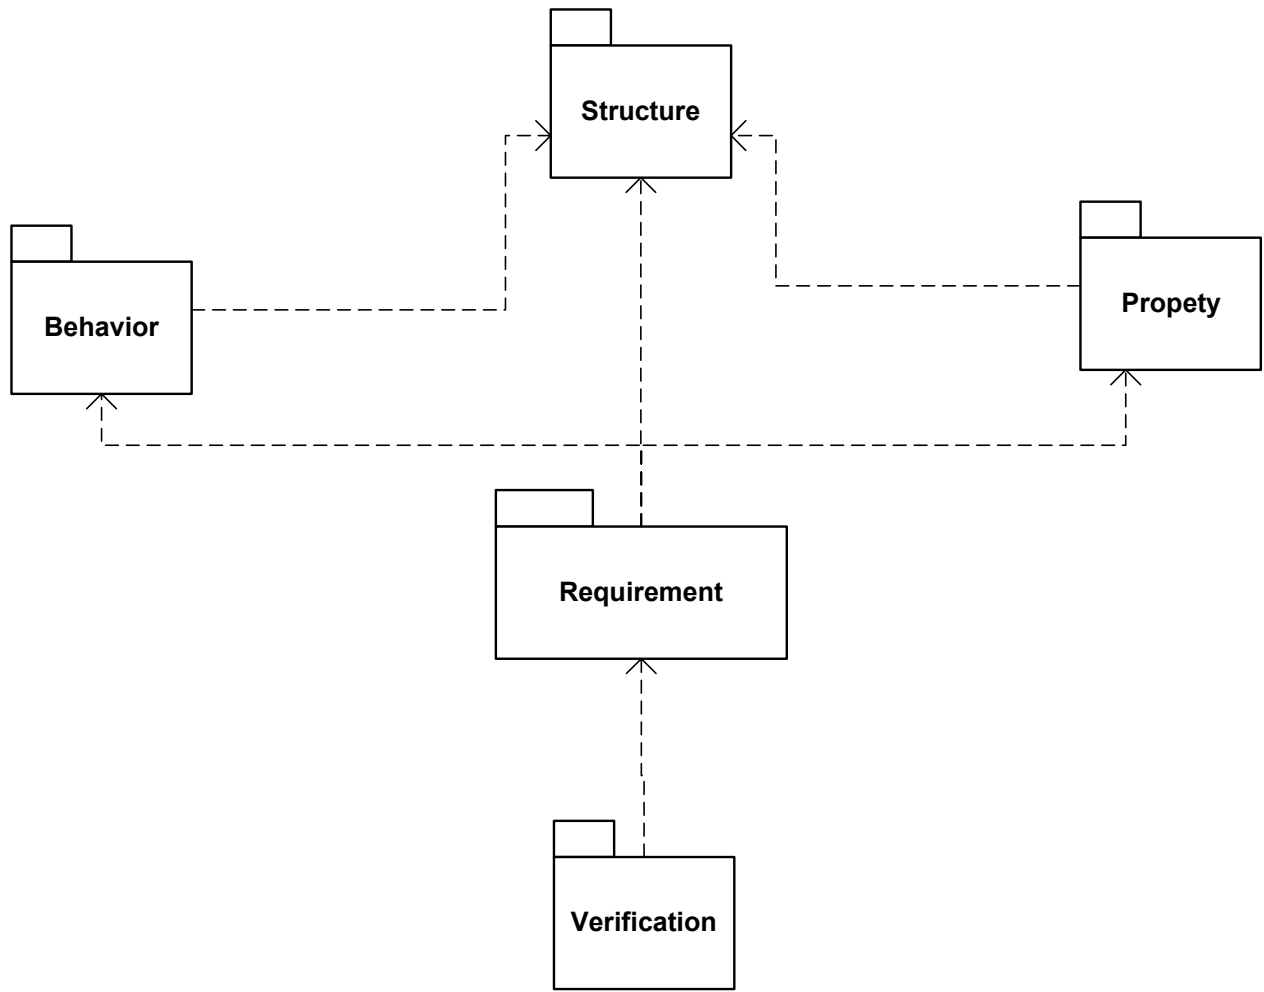 Structure
Behavior
Propety
Requirement
Verification